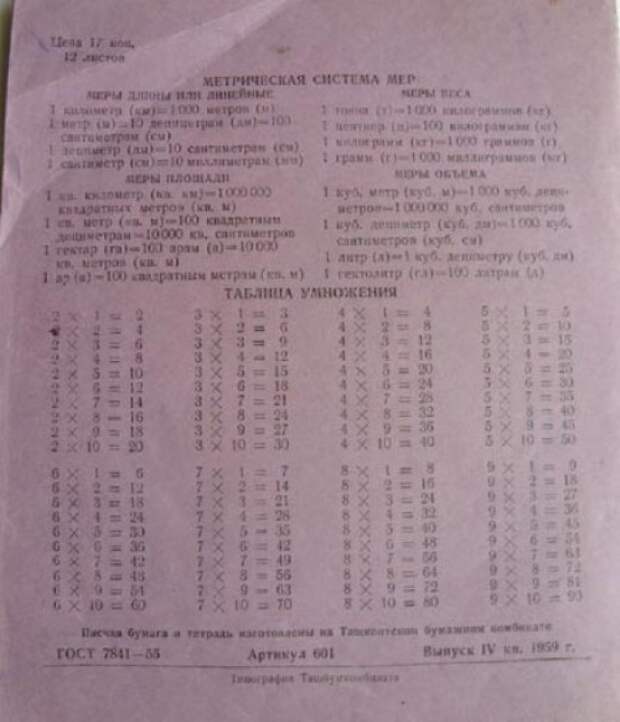 Цена 17 коп.
12 листов
МЕТРИЧЕСКАЯ СИСТЕМА МЕР
МЕРЫ ДЛИНЫ ИЛИ ЛИНЕЙНЫЕ
1 километр (км)=1000 метров (м)
1 метр (м)=10 дециметрам (дм)=100
сантиметрам (см)
1 дециметр (дм)=10 сантиметрам (см)
1 сантиметр (см)=10 миллиметрам (мм)
МЕРЫ ПЛОЩАДИ
1 кв. километр (кв. км)=1000000
квадратных метров (кв. м)
1 кв. метр (кв. м)=100 квадратным
дециметрам=10000 кв. сантиметров
1 гектар (га)=100 арам (а)=10000
кв. метров (кв. м)
1 ар (а)=100 квадратным метрам (кв. м)
МЕРЫ ВЕСА
1 тонна (т)=1000 килограммов (кг)
1 центнер (ц)=100 килограммам (кг)
1 килограмм (кг)=1000 граммов (г)
1 грамм (г)=1000 миллиграммов (мг)
МЕРЫ ОБЪЕМА
1 куб. метр (куб. м)=1000 куб. деци-
метров=1000000 куб. сантиметров
1 куб. дециметр (куб. дм)=1000 куб.
сантиметров (куб. см)
1 литр (л)=1 куб. дециметру (куб. дм)
1 гектолитр (гл)=100 литрам (л)
ТАБЛИЦА УМНОЖЕНИЯ
2 × 1 = 2 3 × 1 = 3 4 × 1 = 4 5 × 1 = 5
× 2 = 4 3 × 2 = 6 4 × 2 = 8 5 × 2 = 10
2 × 3 = 6 3 × 3 = 9 4 × 3 = 12 5 × 3 = 15
2 × 4 = 8 3 × 4 = 12 4 × 4 = 16 5 × 4 = 20
2 × 5 = 10 3 × 5 = 15 4 × 5 = 20 5 × 5 = 25
2 × 6 = 12 3 × 6 = 18 4 × 6 = 24 5 × 6 = 30
2 × 7 = 14 3 × 7 = 21 4 × 7 = 28 5 × 7 = 35
2 × 8 = 16 3 × 8 = 24 4 × 8 = 32 5 × 8 = 40
2 × 9 = 18 3 × 9 = 27 4 × 9 = 36 5 × 9 = 45
2 × 10 = 20 3 × 10 = 30 4 × 10 = 40 5 × 10 = 50
6 × 1 = 6 7 × 1 = 7 8 × 1 = 8 9 × 1 = 9
6 × 2 = 12 7 × 2 = 14 8 × 2 = 16 9 × 2 = 18
6 × 3 = 18 7 × 3 = 21 8 × 3 = 24 9 × 3 = 27
6 × 4 = 24 7 × 4 = 28 8 × 4 = 32 9 × 4 = 36
6 × 5 = 30 7 × 5 = 35 8 × 5 = 40 9 × 5 = 45
6 × 6 = 36 7 × 6 = 42 8 × 6 = 48 9 × 6 = 54
6 × 7 = 42 7 × 7 = 49 8 × 7 = 56 9 × 7 = 63
6 × 8 = 48 7 × 8 = 56 8 × 8 = 64 9 × 8 = 72
6 × 9 = 54 7 × 9 = 63 8 × 9 = 72 9 × 9 = 81
6 × 10 = 60 7 × 10 = 70 8 × 10 = 80 9 × 10 = 90
Писчая бумага и тетрадь изготовлены на Ташкентском бумажном комбинате
ГОСТ 7841—55 Артикул 601 Выпуск IV кв. 1959 г.
Типография Ташбумкомбината